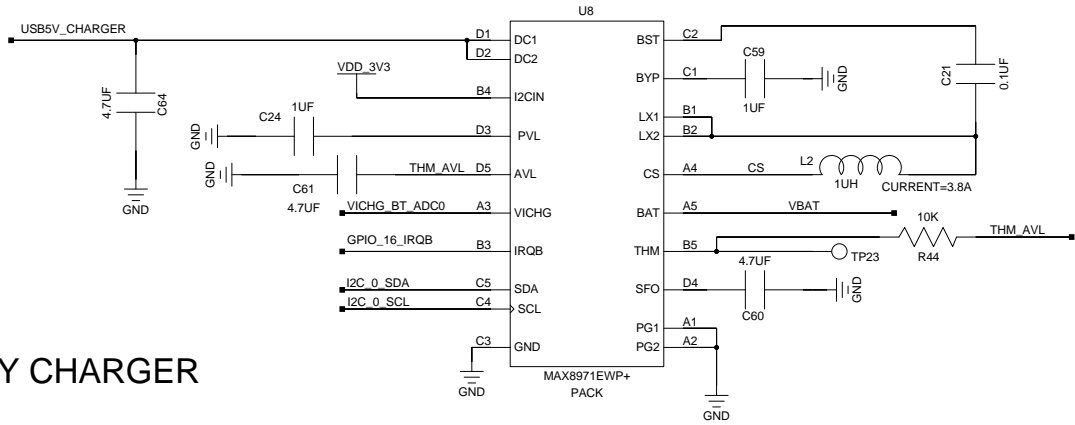 U8
USB5V_CHARGER
D1
DC1
D2
DC2
VDD_3V3
B4
I2CIN
1UF
C24
GND
D3
PVL
4.7UF
C64
GND
GND
C61
4.7UF
THM_AVL
D5
AVL
VICHG_BT_ADC0
A3
VICHG
GPIO_16_IRQB
B3
IRQB
I2C_0_SDA
C5
SDA
I2C_0_SCL
C4
SCL
C3
GND
GND
BST
C2
C59
BYP
C1
1UF
GND
C21
0.1UF
LX1
B1
LX2
B2
CS
A4
CS
L2
1UH
CURRENT=3.8A
BAT
A5
VBAT
10K
R44
THM_AVL
THM
B5
TP23
4.7UF
SFO
D4
C60
GND
PG1
A1
PG2
A2
GND
MAX8971EWP+
PACK
Y CHARGER